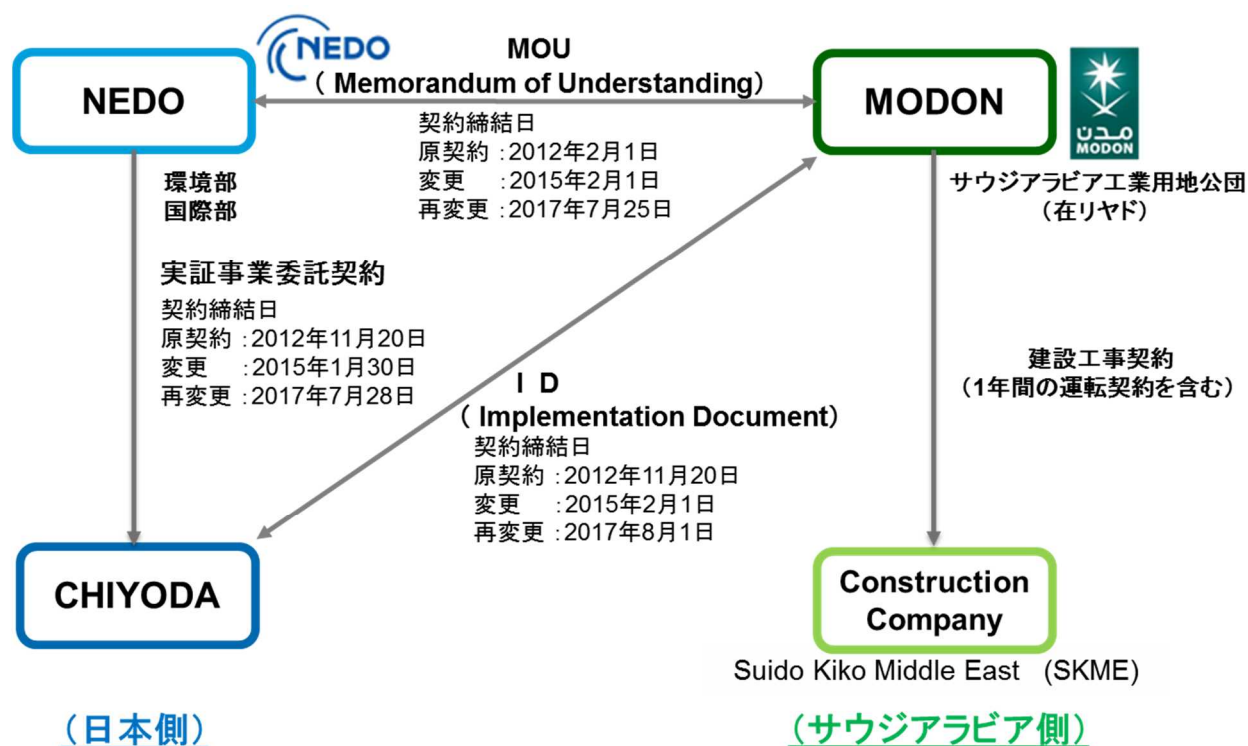 NEDO
NEDO
MOU
（ Memorandum of Understanding）
契約締結日
原契約 ：2012年2月1日
変更 ：2015年2月1日
再変更 ：2017年7月25日
MODON
مدن
MODON
サウジアラビア工業用地公団
（在リヤド）
環境部
国際部
実証事業委託契約
契約締結日
原契約 ：2012年11月20日
変更 ：2015年1月30日
再変更 ：2017年7月28日
I D
（ Implementation Document）
契約締結日
原契約 ：2012年11月20日
変更 ：2015年2月1日
再変更 ：2017年8月1日
建設工事契約
（1年間の運転契約を含む）
CHIYODA
Construction
Company
Suido Kiko Middle East （SKME）
（日本側）
（サウジアラビア側）